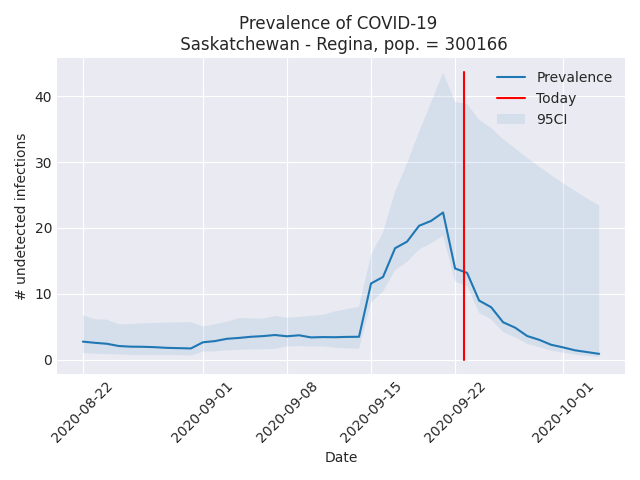 Prevalence of COVID-19
Saskatchewan - Regina, pop. = 300166
# undetected infections
40
30
20
10
0
Prevalence
Today
95CI
2020-08-22
2020-09-01
2020-09-08
2020-09-15
2020-09-22
2020-10-01
Date